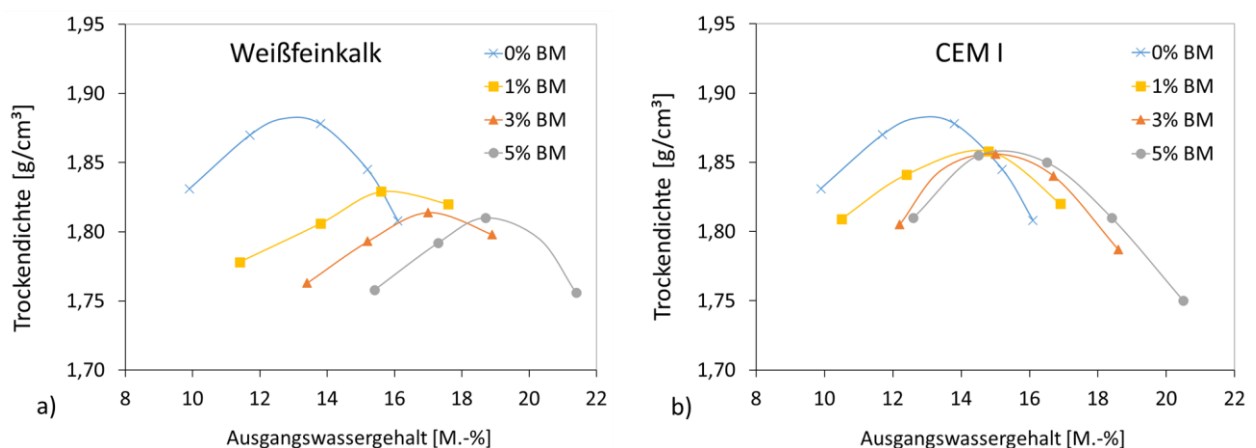 Weißfeinkalk
0% BM
1% BM
3% BM
5% BM
1,95
1,90
1,85
1,80
1,75
1,70
Trockendichte [g/cm³]
8 10 12 14 16 18 20 22
a)
Ausgangswassergehalt [M.-%]
CEM I
0% BM
1% BM
3% BM
5% BM
1,95
1,90
1,85
1,80
1,75
1,70
Trockendichte [g/cm³]
8 10 12 14 16 18 20 22
b)
Ausgangswassergehalt [M.-%]